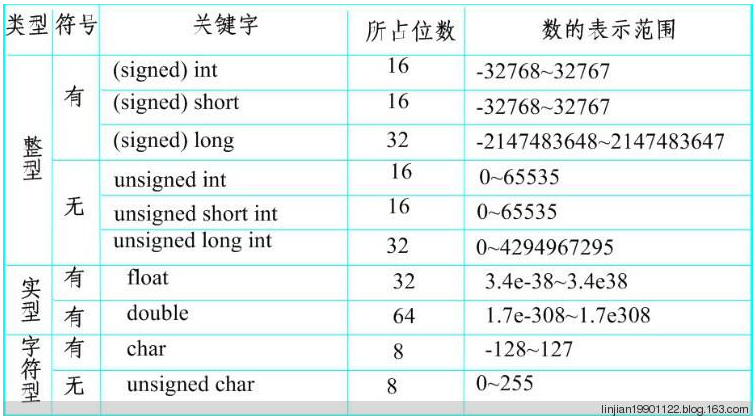 类型 符号 关键字 所占位数 数的表示范围
整型 有 (signed) int 16 -32768~32767
(signed) short 16 -32768~32767
(signed) long 32 -2147483648~2147483647
无 unsigned int 16 0~65535
unsigned short int 16 0~65535
unsigned long int 32 0~4294967295
实型 有 float 32 3.4e-38~3.4e38
有 double 64 1.7e-308~1.7e308
字符型 有 char 8 -128~127
无 unsigned char 8 0~255
linjian19901122.blog.163.com